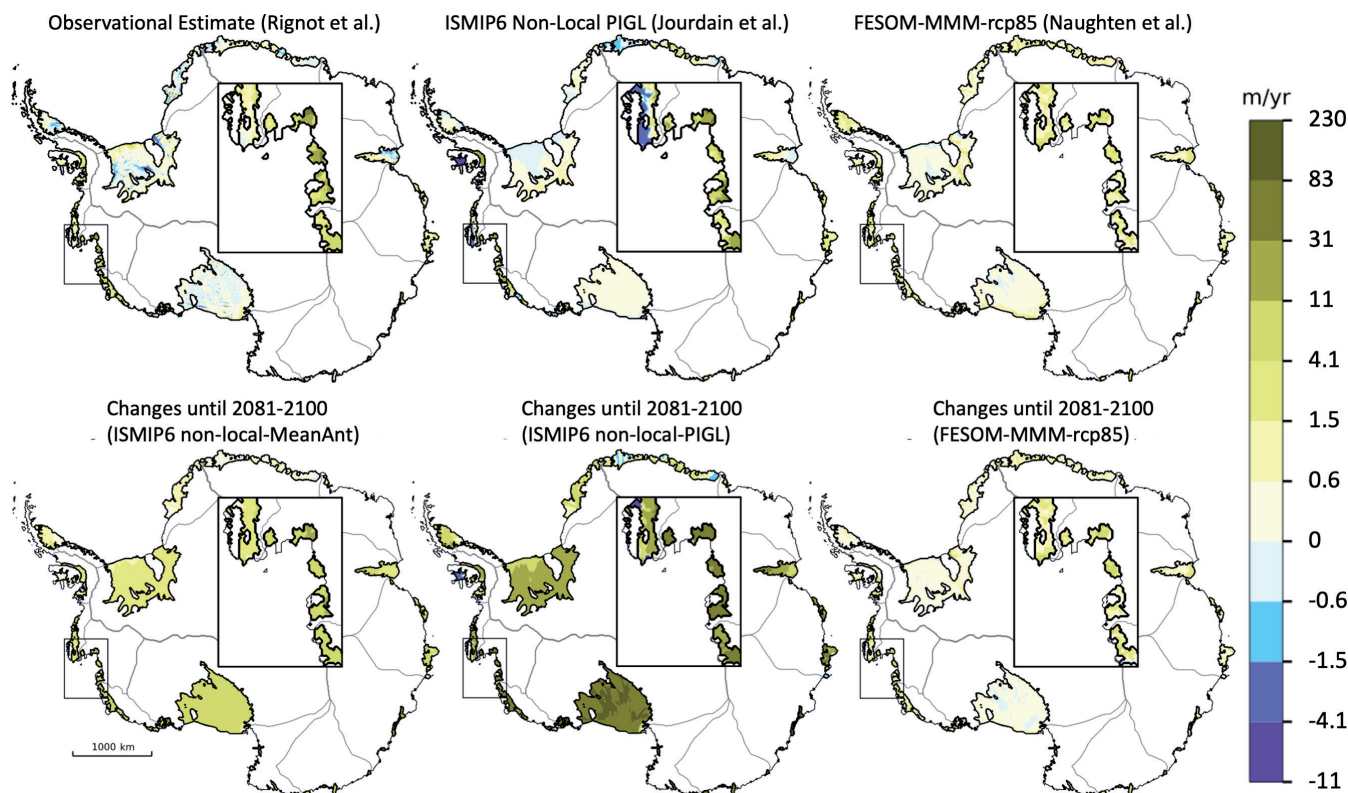 Observational Estimate (Rignot et al.)
ISMIP6 Non-Local PIGL (Jourdain et al.)
FESOM-MMM-rcp85 (Naughten et al.)
m/yr
230
83
31
11
4.1
1.5
0.6
0
-0.6
-1.5
-4.1
-11
Changes until 2081-2100
(ISMIP6 non-local-MeanAnt)
Changes until 2081-2100
(ISMIP6 non-local-PIGL)
Changes until 2081-2100
(FESOM-MMM-rcp85)
1000 km